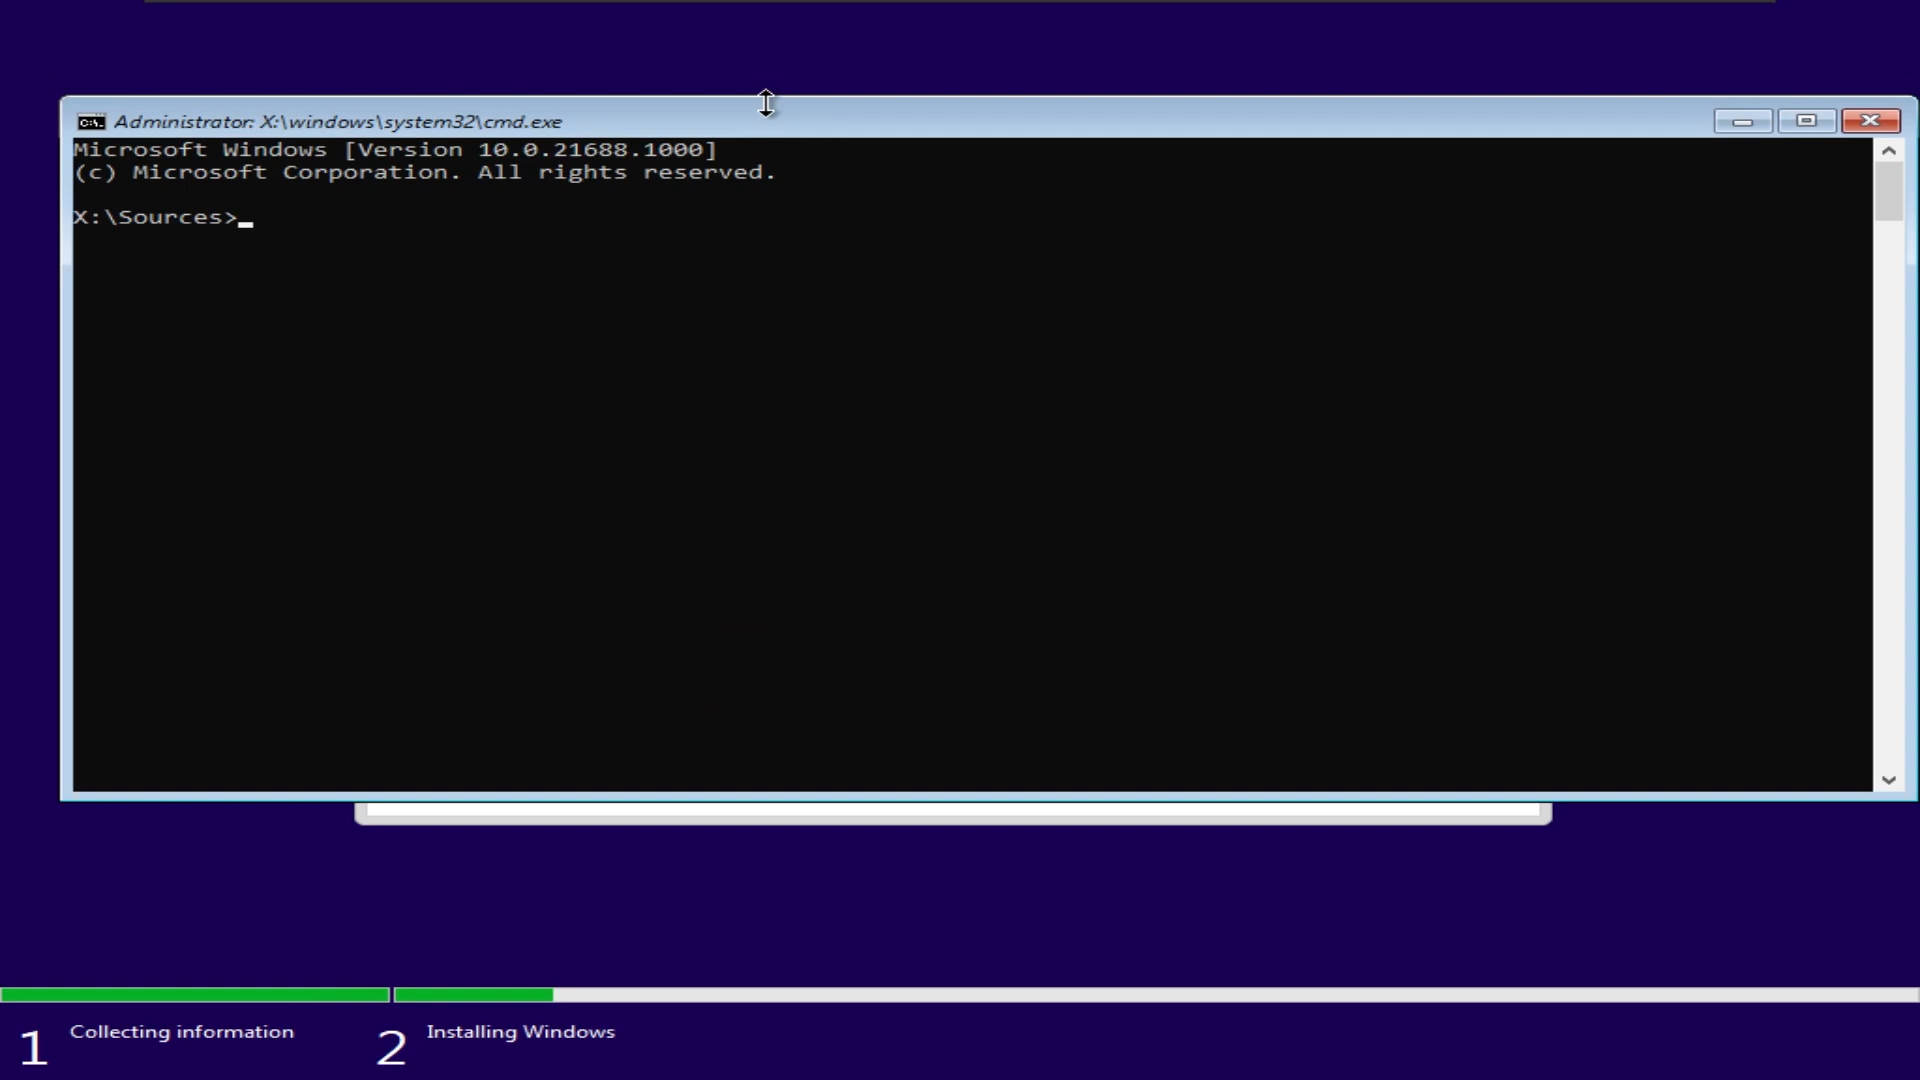 Administrator: X:\windows\system32\cmd.exe
Microsoft Windows [Version 10.0.21688.1000]
(c) Microsoft Corporation. All rights reserved.
X:\Sources>
1 Collecting information
2 Installing Windows